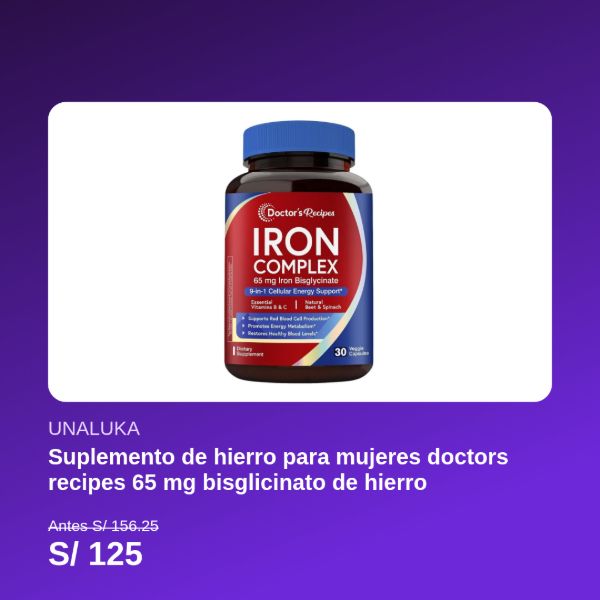 Doctor's Recipes
IRON
COMPLEX
65 mg Iron Bisglycinate
9-in-1 Cellular Energy Support*
Essential Vitamins B & C
Natural Beet & Spinach
Supports Red Blood Cell Production*
Promotes Energy Metabolism*
Restores Healthy Blood Levels*
Dietary Supplement
30 Veggie Capsules
UNALUKA
Suplemento de hierro para mujeres doctors
recipes 65 mg bisglicinato de hierro
Antes S/ 156.25
S/ 125